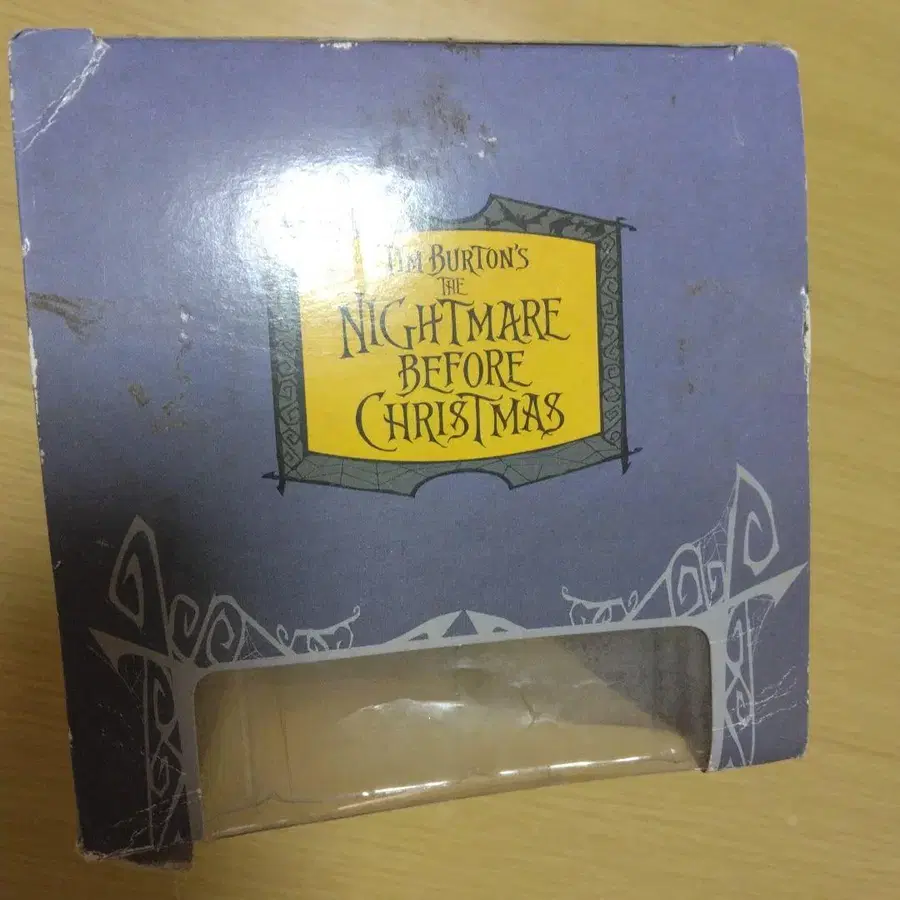 TIM BURTON'S
THE
NIGHTMARE
BEFORE
CHRISTMAS